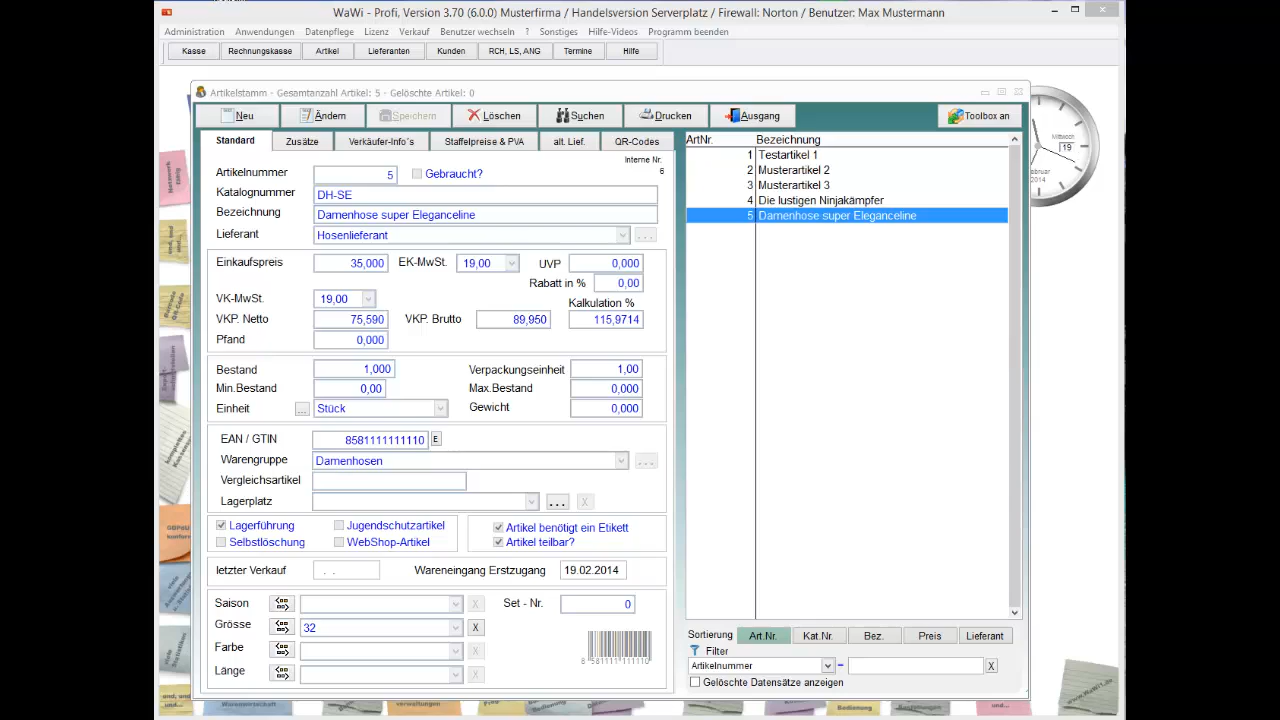 WaWi - Profi, Version 3.70 (6.0.0) Musterfirma / Handelsversion Serverplatz / Firewall: Norton / Benutzer: Max Mustermann
Administration Anwendungen Datenpflege Lizenz Verkauf Benutzer wechseln ? Sonstiges Hilfe-Videos Programm beenden
Kasse Rechnungskasse Artikel Lieferanten Kunden RCH, LS, ANG Termine Hilfe
Artikelstamm - Gesamtanzahl Artikel: 5 - Gelöschte Artikel: 0
Neu Ändern Speichern Löschen Suchen Drucken Ausgang Toolbox an
Standard Zusätze Verkäufer-Info´s Staffelpreise & PVA alt. Lief. QR-Codes
Interne Nr.
6
Artikelnummer 5 Gebraucht?
Katalognummer DH-SE
Bezeichnung Damenhose super Eleganceline
Lieferant Hosenlieferant ...
Einkaufspreis 35,000 EK-MwSt. 19,00 UVP 0,000
Rabatt in % 0,00
VK-MwSt. 19,00 Kalkulation %
VKP. Netto 75,590 VKP. Brutto 89,950 115,9714
Pfand 0,000
Bestand 1,000 Verpackungseinheit 1,00
Min.Bestand 0,00 Max.Bestand 0,000
Einheit ... Stück Gewicht 0,000
EAN / GTIN 8581111111110 E
Warengruppe Damenhosen ...
Vergleichsartikel
Lagerplatz ... X
Lagerführung Jugendschutzartikel Artikel benötigt ein Etikett
Selbstlöschung WebShop-Artikel Artikel teilbar?
letzter Verkauf . . Wareneingang Erstzugang 19.02.2014
Saison X Set - Nr. 0
Grösse 32 X
Farbe X
Länge X
8 581111 111110
ArtNr. Bezeichnung
1 Testartikel 1
2 Musterartikel 2
3 Musterartikel 3
4 Die lustigen Ninjakämpfer
5 Damenhose super Eleganceline
Sortierung Art.Nr. Kat.Nr. Bez. Preis Lieferant
Filter
Artikelnummer = X
Gelöschte Datensätze anzeigen
Mittwoch
19
2014